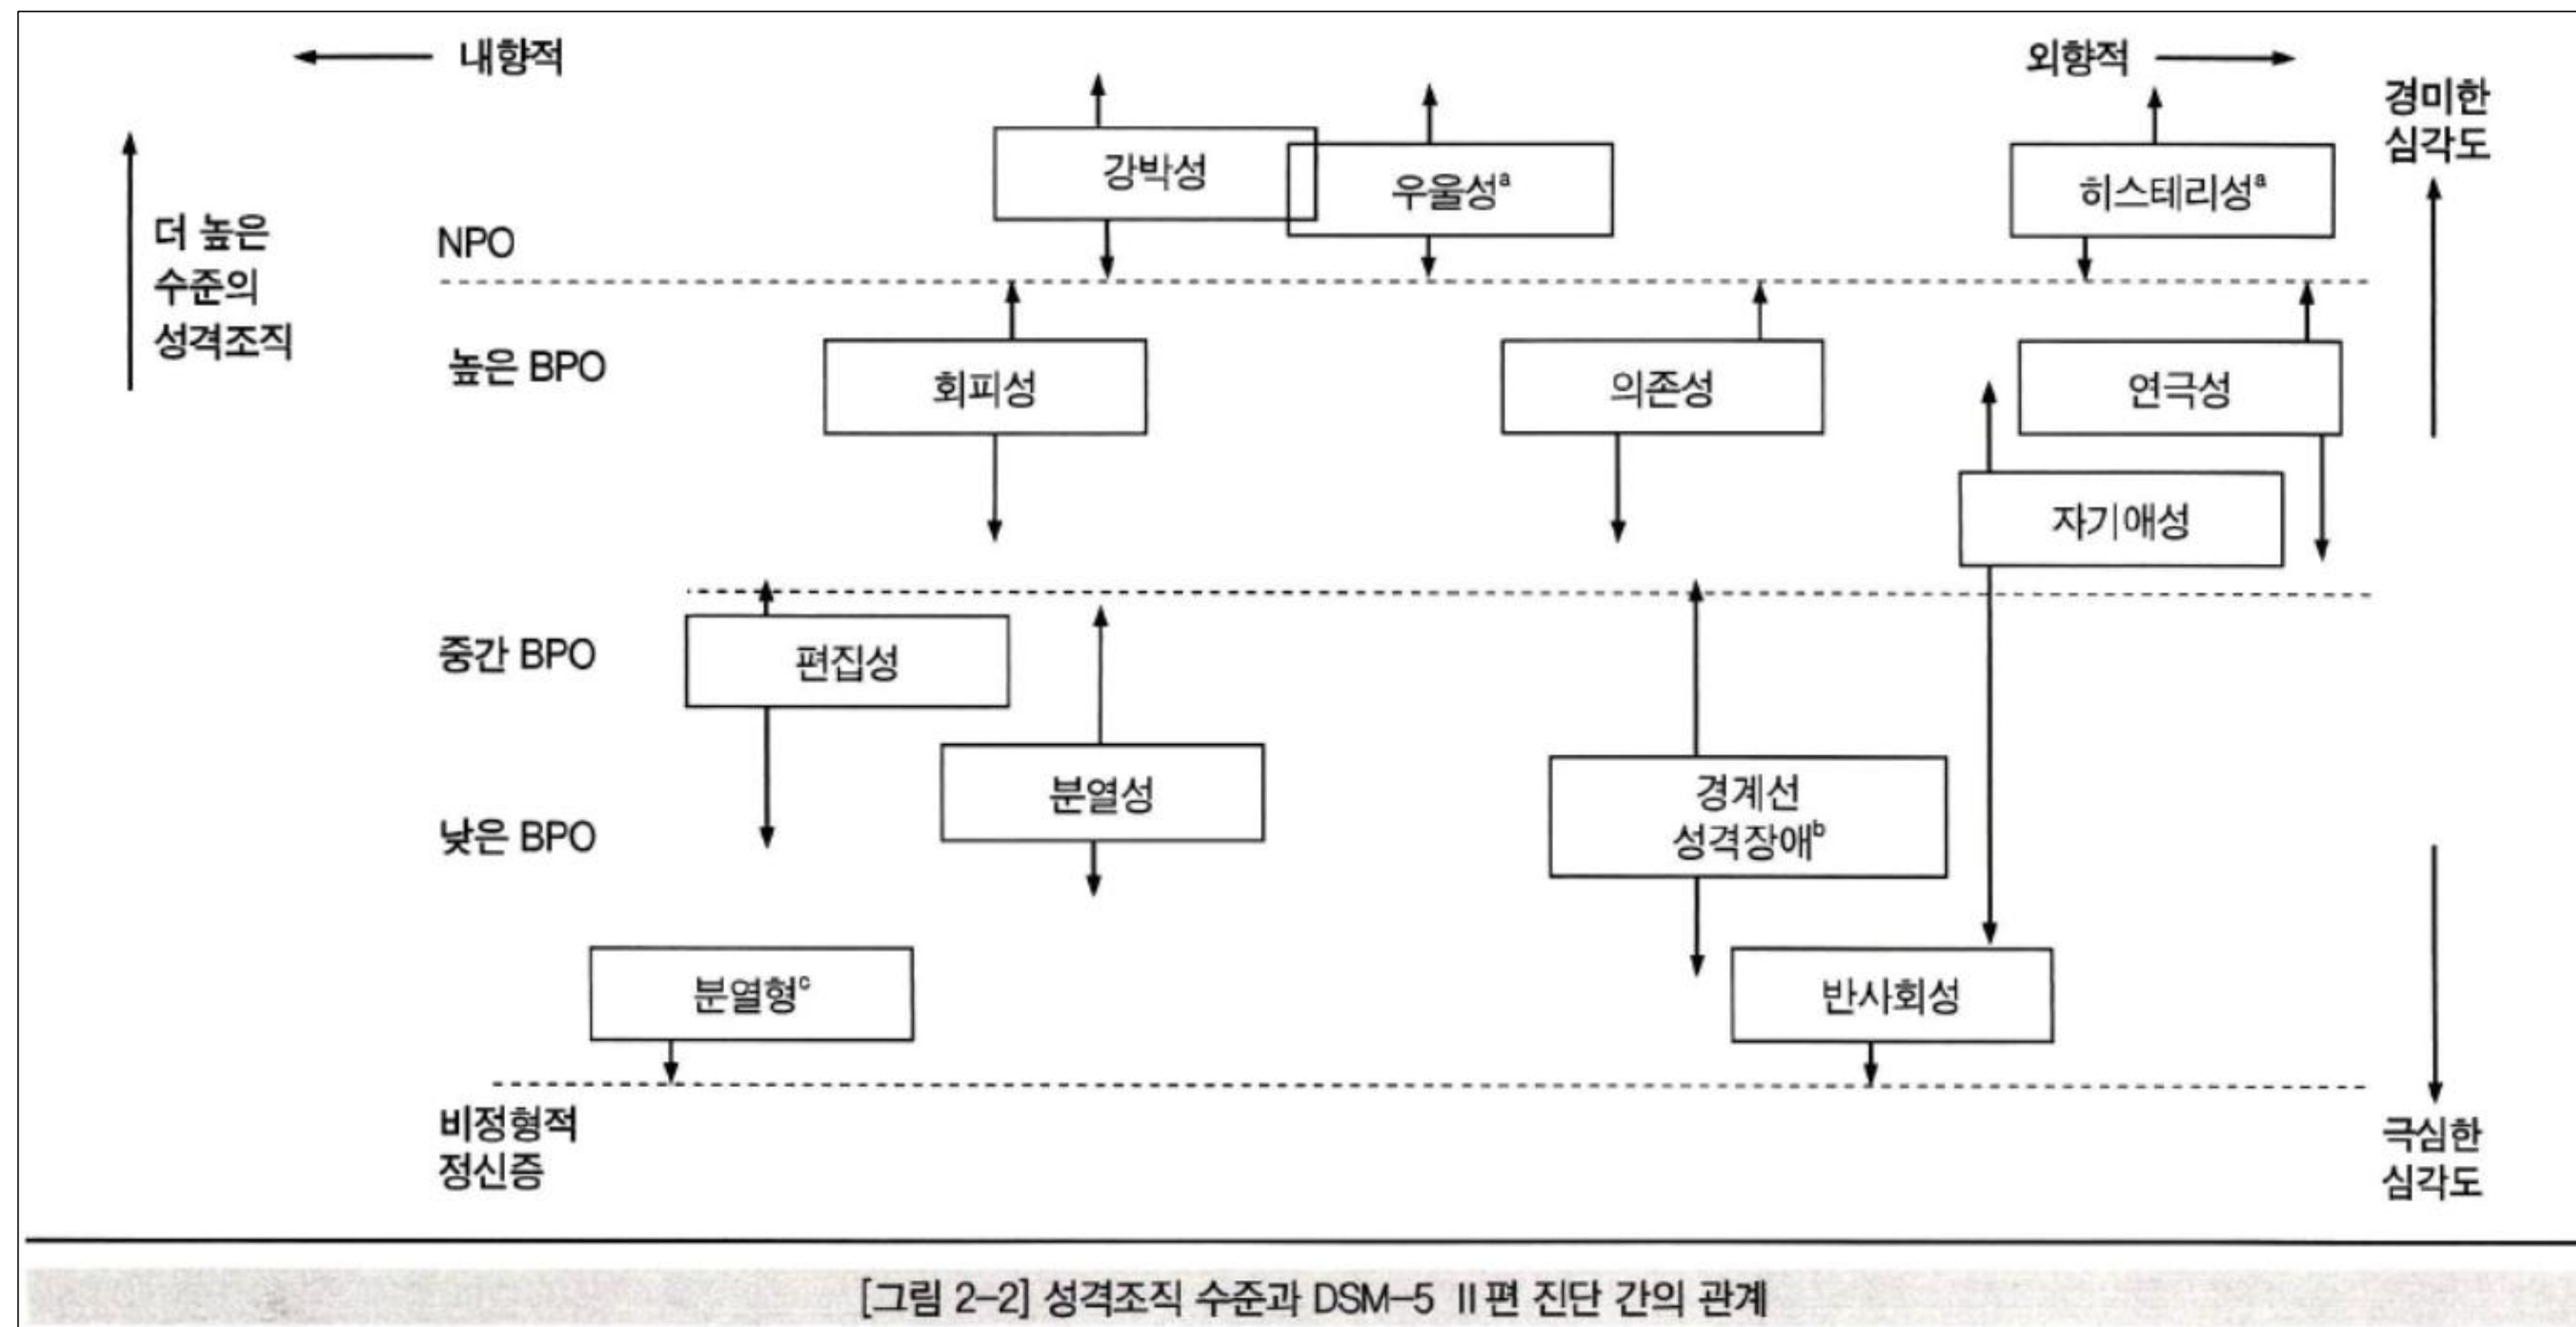 내향적
외향적
경미한
심각도
강박성
우울성ᵃ
히스테리성ᵃ
더 높은
수준의
성격조직
NPO
높은 BPO
회피성
의존성
연극성
자기애성
중간 BPO
편집성
분열성
경계선
성격장애ᵇ
낮은 BPO
분열형ᶜ
반사회성
비정형적
정신증
극심한
심각도
[그림 2-2] 성격조직 수준과 DSM-5 Ⅱ편 진단 간의 관계